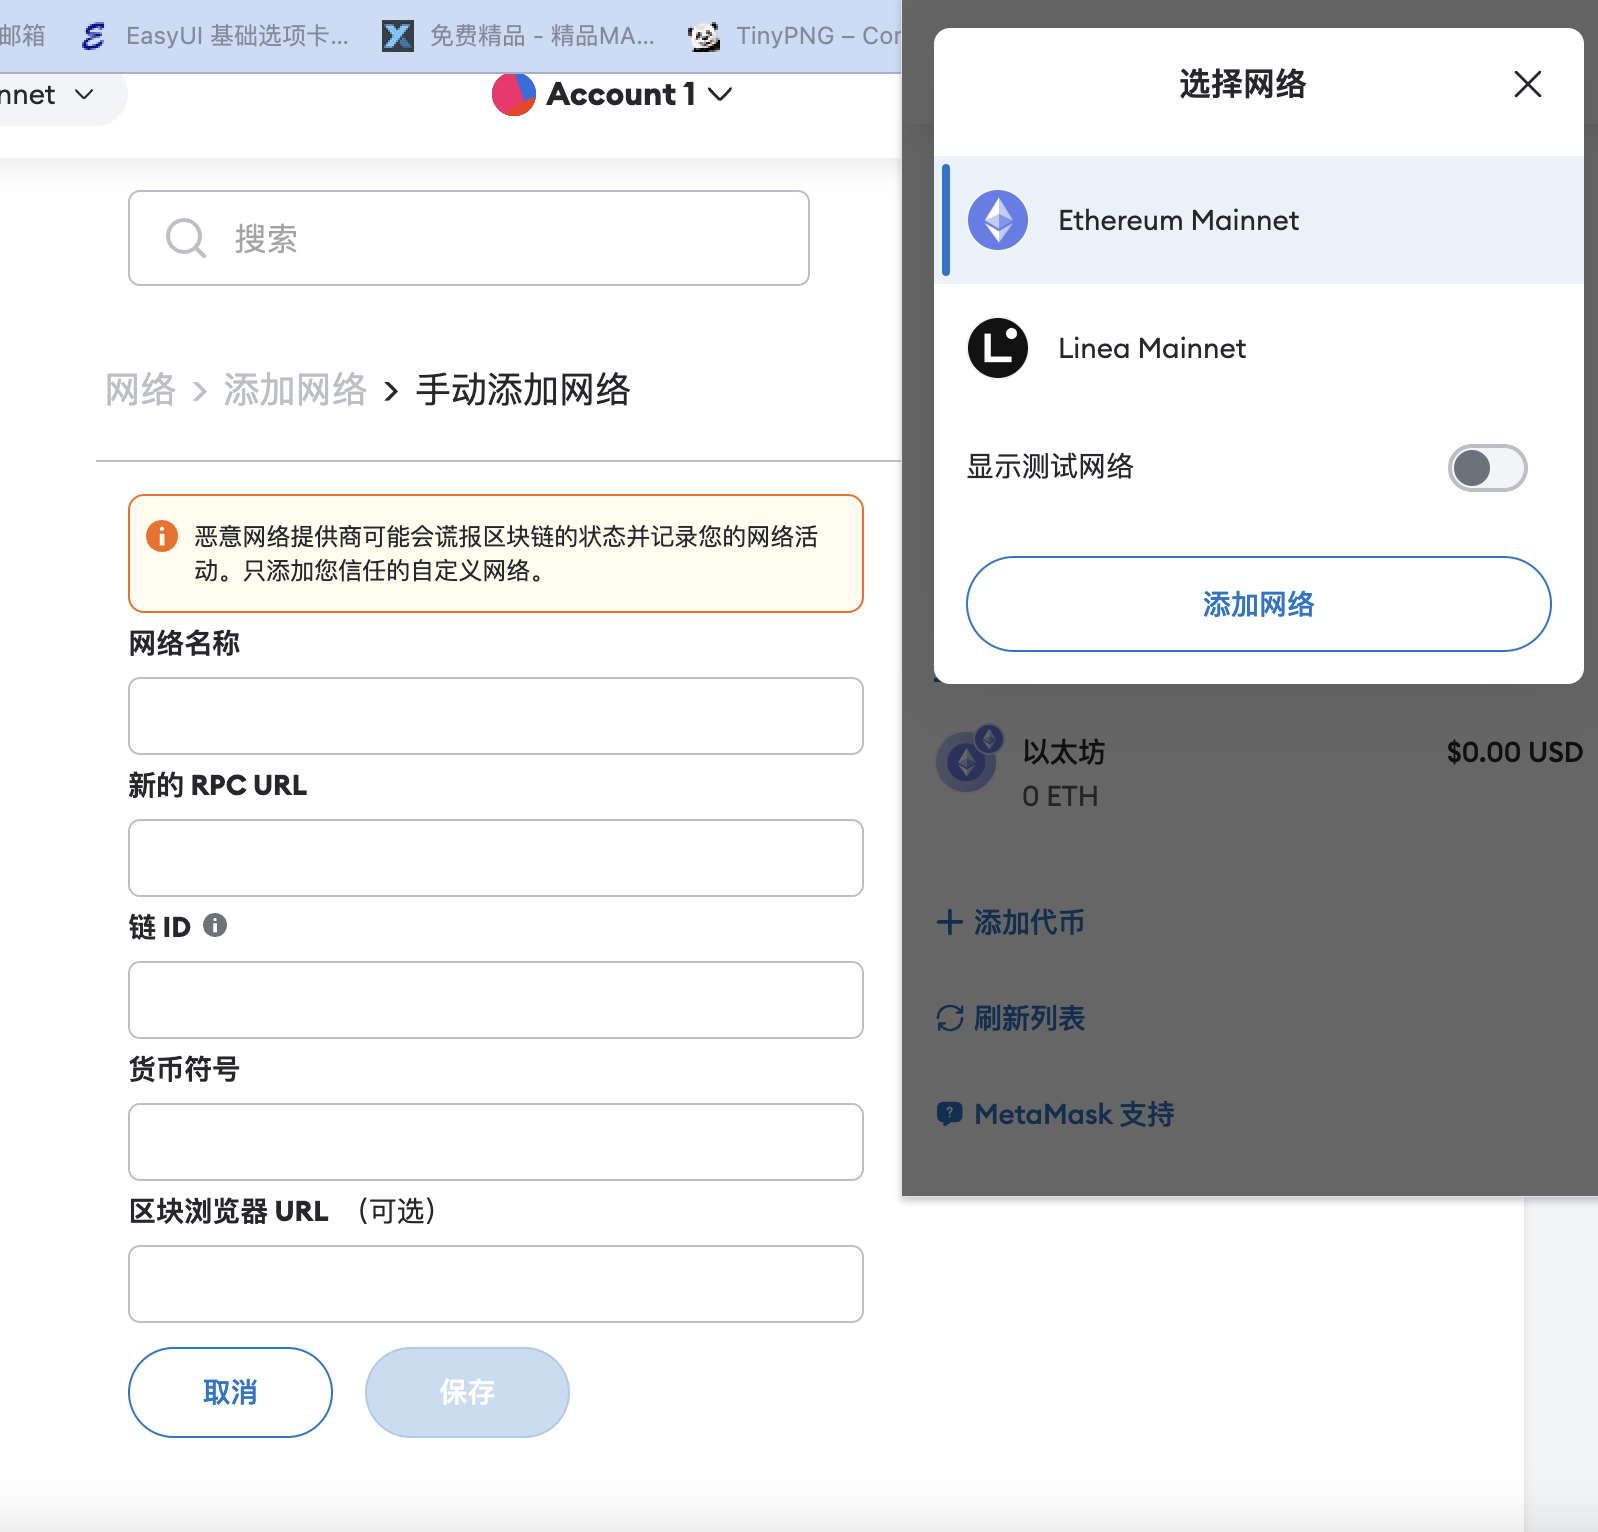 邮箱
EasyUI 基础选项卡...
免费精品 - 精品MA...
TinyPNG – Cor
nnet
Account 1
搜索
网络 > 添加网络 > 手动添加网络
恶意网络提供商可能会谎报区块链的状态并记录您的网络活
动。只添加您信任的自定义网络。
网络名称
新的 RPC URL
链 ID
货币符号
区块浏览器 URL （可选）
取消
保存
选择网络
Ethereum Mainnet
Linea Mainnet
显示测试网络
添加网络
以太坊
$0.00 USD
0 ETH
添加代币
刷新列表
MetaMask 支持